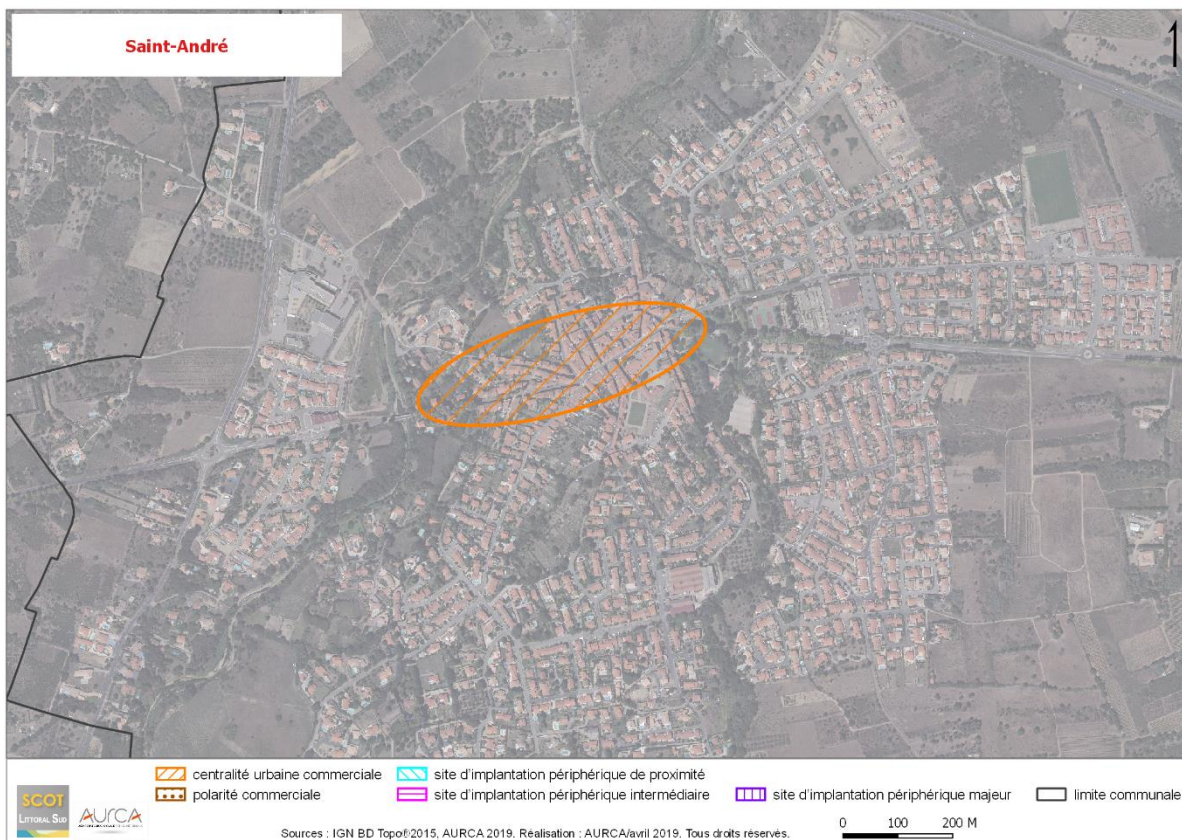 Saint-André
centralité urbaine commerciale
site d'implantation périphérique de proximité
polarité commerciale
site d'implantation périphérique intermédiaire
site d'implantation périphérique majeur
limite communale
SCOT
LITTORAL SUD
AURCA
Sources : IGN BD Topo®2015, AURCA 2019. Réalisation : AURCA/avril 2019. Tous droits réservés.
0 100 200 M